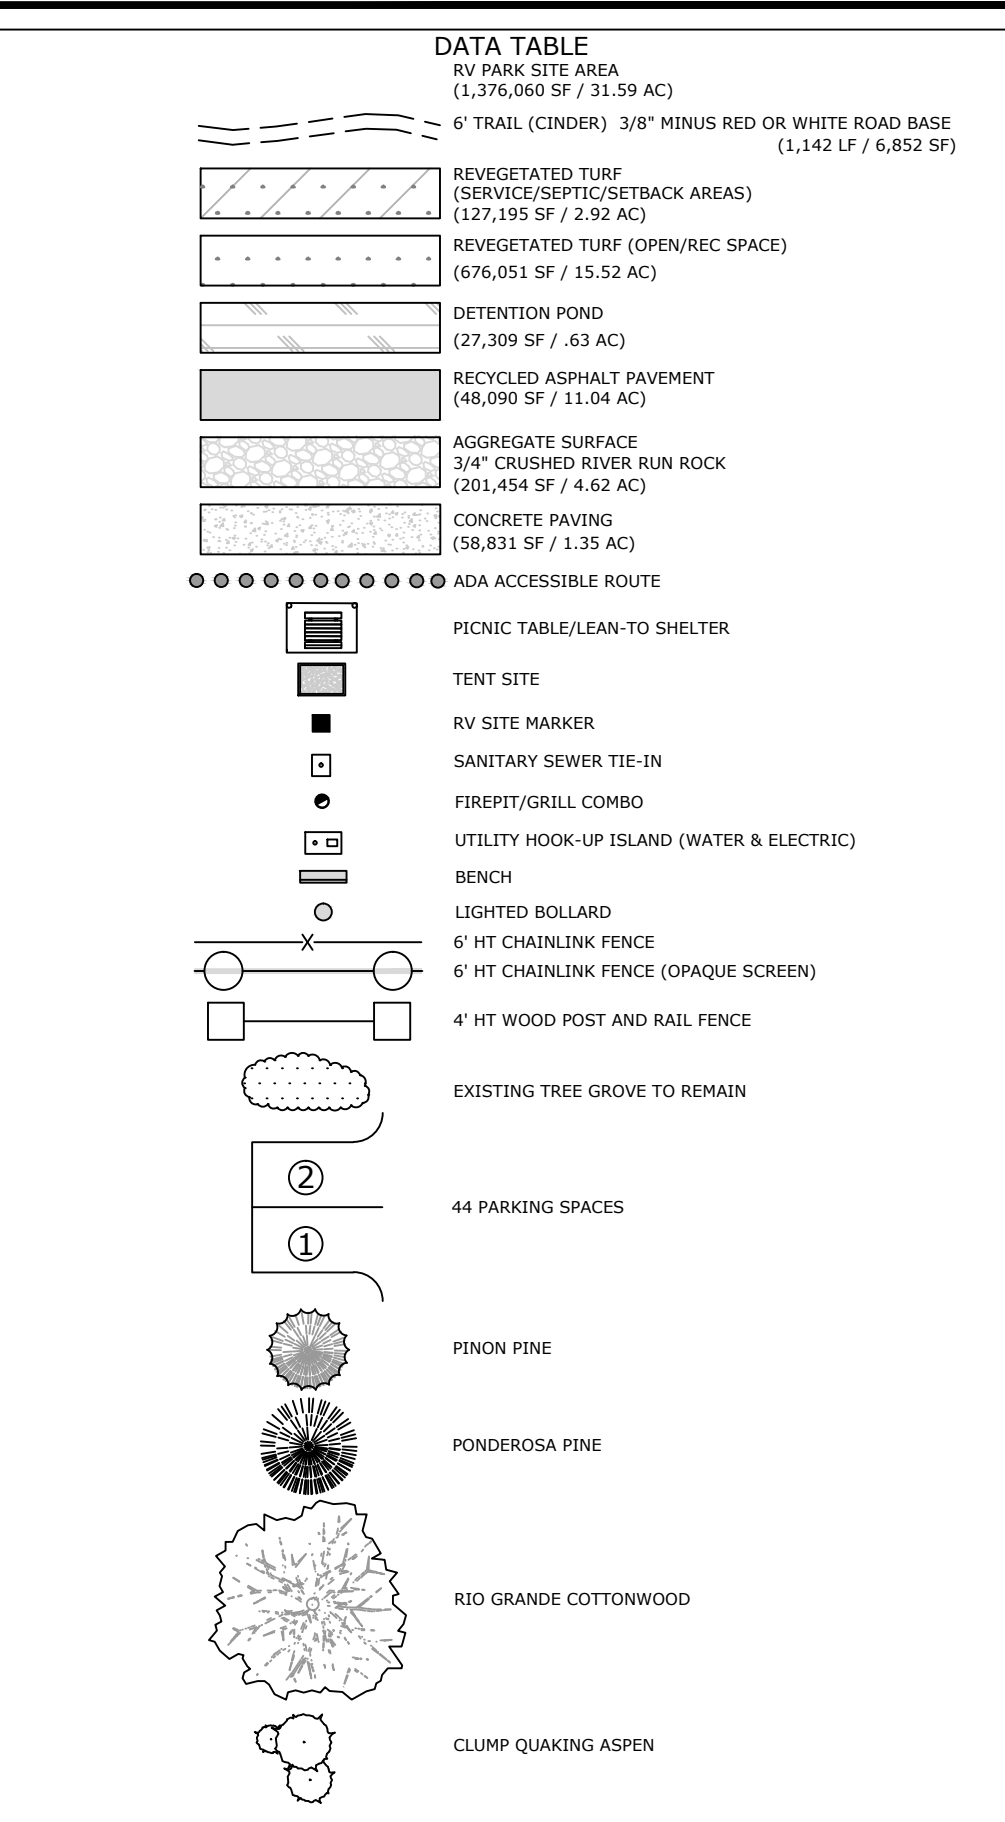 DATA TABLE
RV PARK SITE AREA
(1,376,060 SF / 31.59 AC)
6' TRAIL (CINDER) 3/8" MINUS RED OR WHITE ROAD BASE
(1,142 LF / 6,852 SF)
REVEGETATED TURF
(SERVICE/SEPTIC/SETBACK AREAS)
(127,195 SF / 2.92 AC)
REVEGETATED TURF (OPEN/REC SPACE)
(676,051 SF / 15.52 AC)
DETENTION POND
(27,309 SF / .63 AC)
RECYCLED ASPHALT PAVEMENT
(48,090 SF / 11.04 AC)
AGGREGATE SURFACE
3/4" CRUSHED RIVER RUN ROCK
(201,454 SF / 4.62 AC)
CONCRETE PAVING
(58,831 SF / 1.35 AC)
ADA ACCESSIBLE ROUTE
PICNIC TABLE/LEAN-TO SHELTER
TENT SITE
RV SITE MARKER
SANITARY SEWER TIE-IN
FIREPIT/GRILL COMBO
UTILITY HOOK-UP ISLAND (WATER & ELECTRIC)
BENCH
LIGHTED BOLLARD
X 6' HT CHAINLINK FENCE
6' HT CHAINLINK FENCE (OPAQUE SCREEN)
4' HT WOOD POST AND RAIL FENCE
EXISTING TREE GROVE TO REMAIN
2
44 PARKING SPACES
1
PINON PINE
PONDEROSA PINE
RIO GRANDE COTTONWOOD
CLUMP QUAKING ASPEN